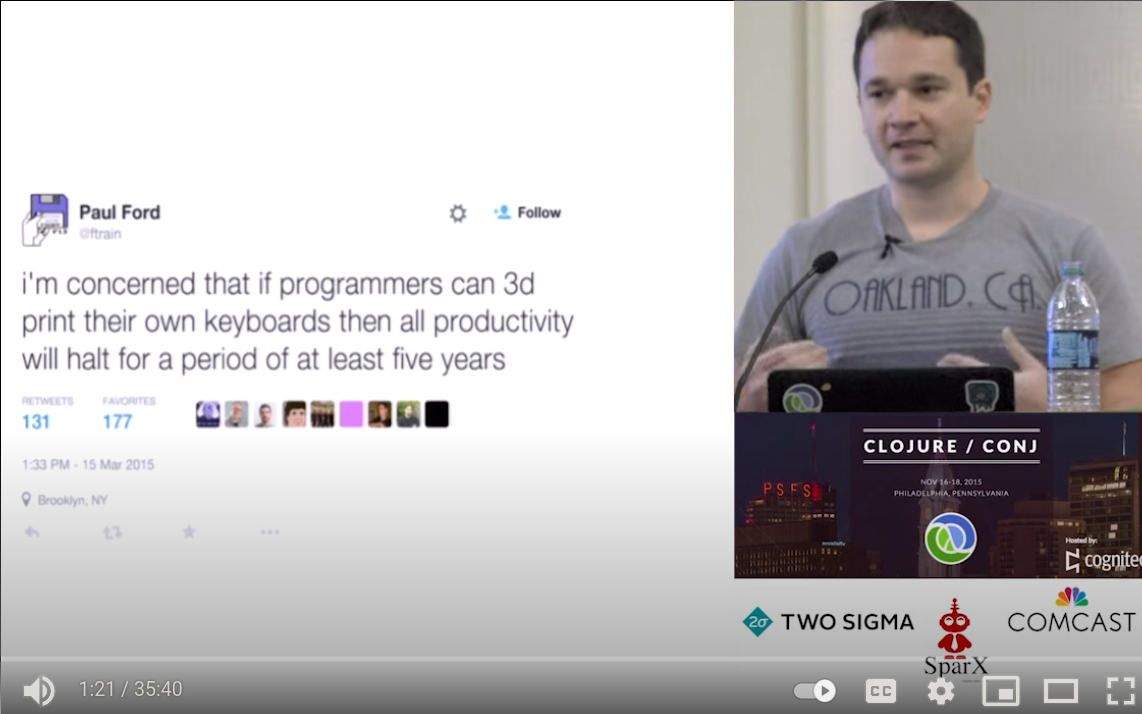 Paul Ford
@ftrain
Follow
i'm concerned that if programmers can 3d
print their own keyboards then all productivity
will halt for a period of at least five years
RETWEETS
FAVORITES
131
177
1:33 PM - 15 Mar 2015
Brooklyn, NY
OAKLAND, CA.
CLOJURE / CONJ
NOV 16-18, 2015
PHILADELPHIA, PENNSYLVANIA
PSFS
Hosted by:
cognitec
2σ TWO SIGMA
SparX
COMCAST
1:21 / 35:40
CC